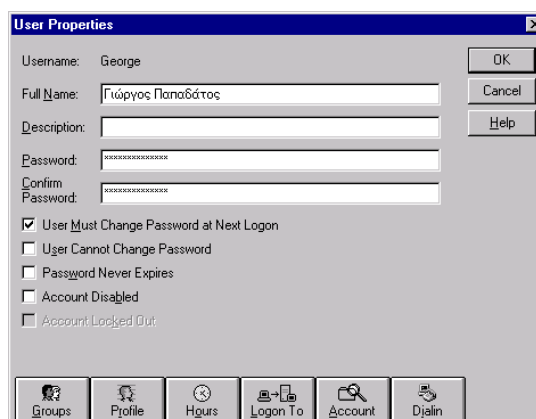 User Properties
Username: George
OK
Full Name: Γιώργος Παπαδάτος
Cancel
Description:
Help
Password: **************
Confirm
Password: **************
User Must Change Password at Next Logon
User Cannot Change Password
Password Never Expires
Account Disabled
Account Locked Out
Groups Profile Hours Logon To Account Dialin